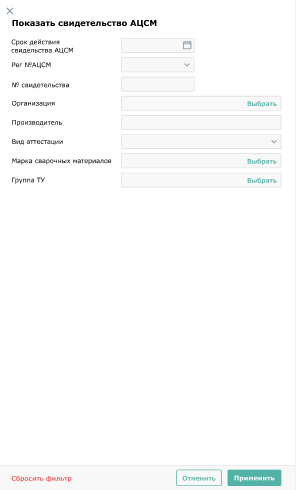 Показать свидетельство АЦСМ
Срок действия
свидельства АЦСМ
Рег №АЦСМ
№ свидетельства
Организация
Выбрать
Производитель
Вид аттестации
Марка сварочных материалов
Выбрать
Группа ТУ
Выбрать
Сбросить фильтр
Отменить
Применить